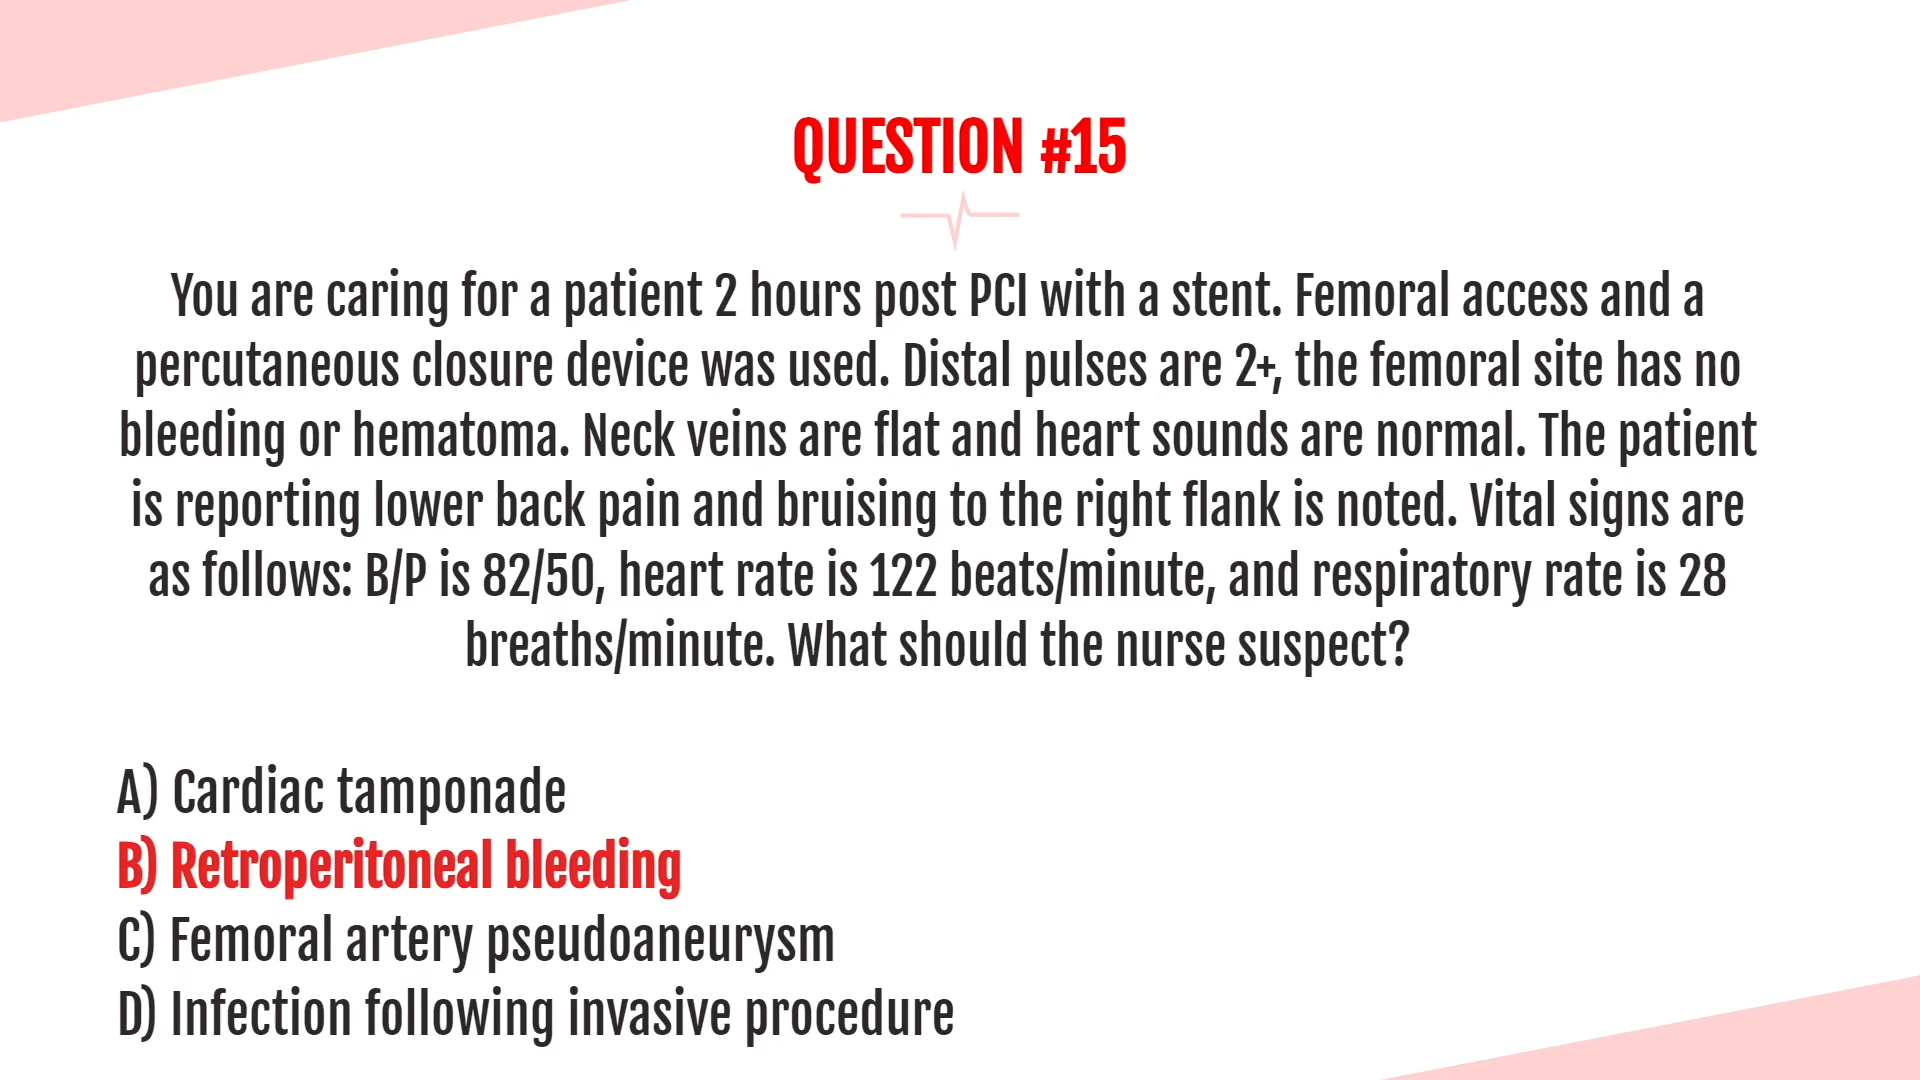 QUESTION #15
You are caring for a patient 2 hours post PCI with a stent. Femoral access and a
percutaneous closure device was used. Distal pulses are 2+, the femoral site has no
bleeding or hematoma. Neck veins are flat and heart sounds are normal. The patient
is reporting lower back pain and bruising to the right flank is noted. Vital signs are
as follows: B/P is 82/50, heart rate is 122 beats/minute, and respiratory rate is 28
breaths/minute. What should the nurse suspect?
A) Cardiac tamponade
B) Retroperitoneal bleeding
C) Femoral artery pseudoaneurysm
D) Infection following invasive procedure